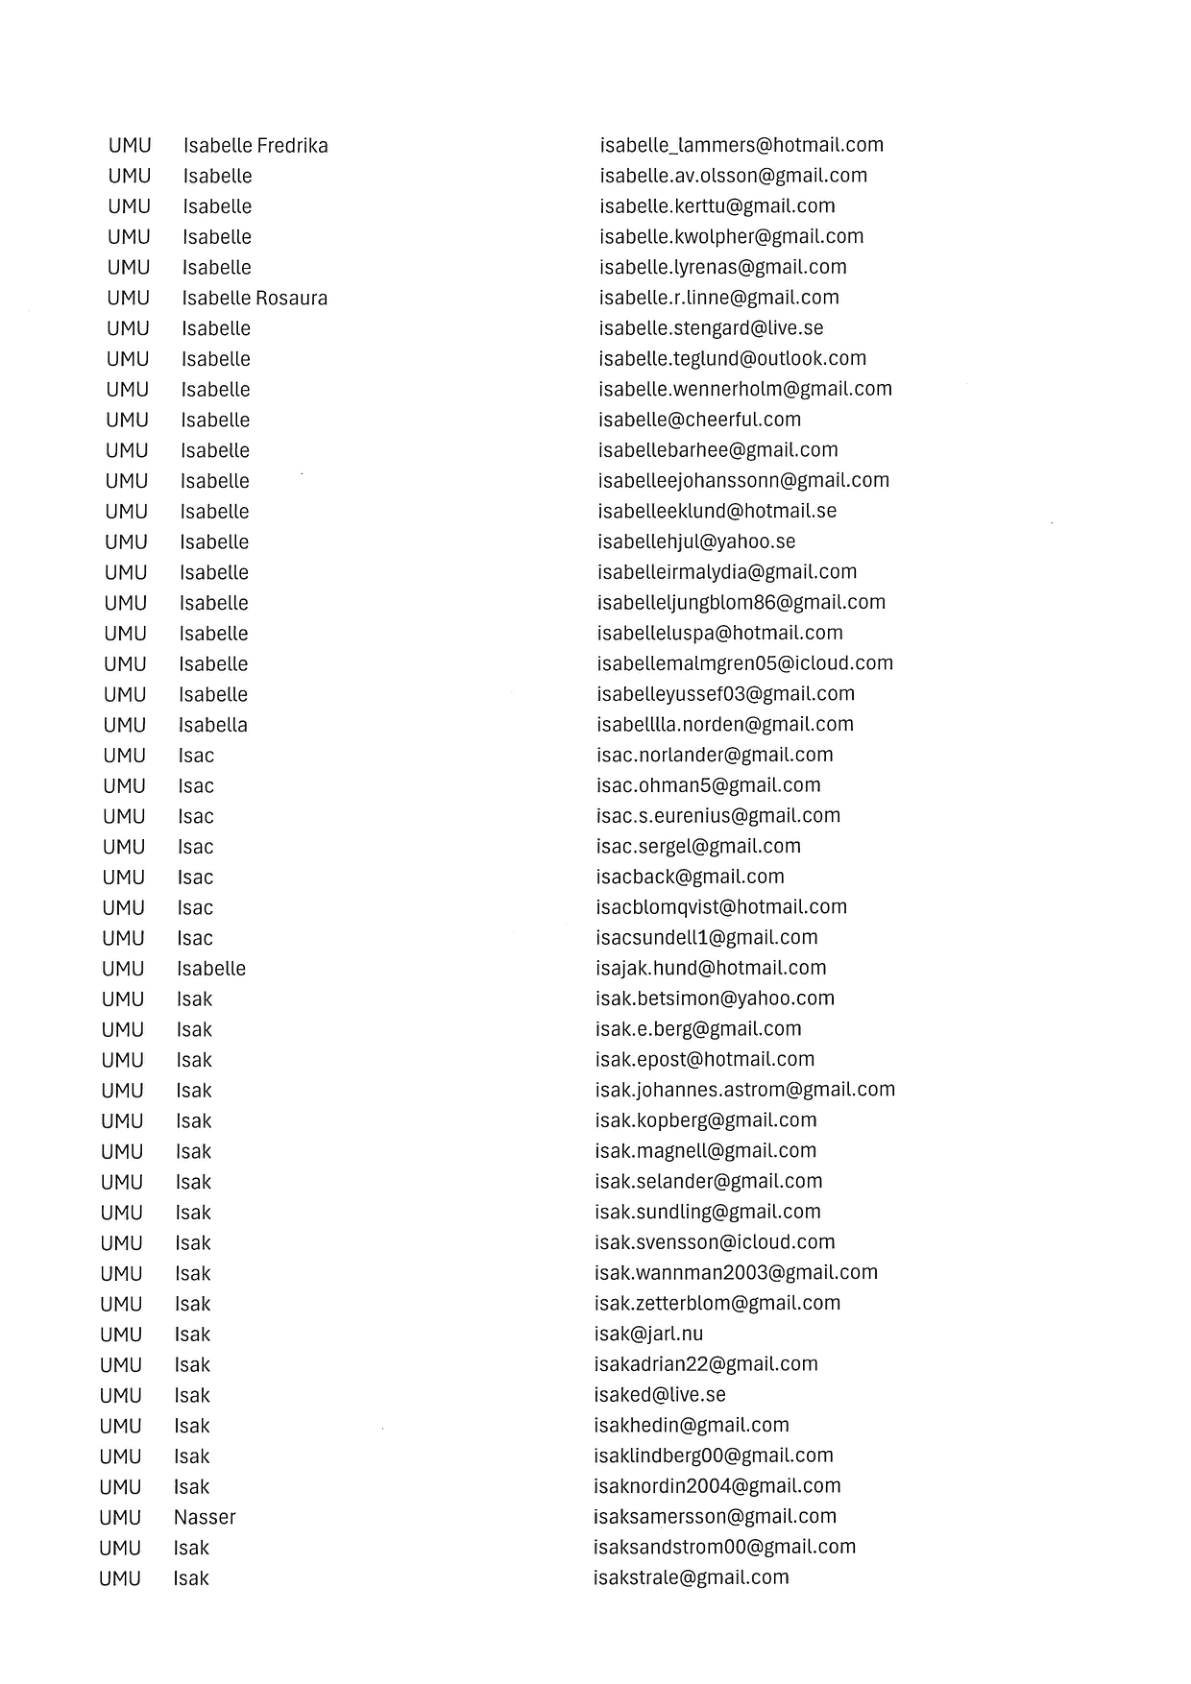 UMU Isabelle Fredrika isabelle_lammers@hotmail.com
UMU Isabelle isabelle.av.olsson@gmail.com
UMU Isabelle isabelle.kerttu@gmail.com
UMU Isabelle isabelle.kwolpher@gmail.com
UMU Isabelle isabelle.lyrenas@gmail.com
UMU Isabelle Rosaura isabelle.r.linne@gmail.com
UMU Isabelle isabelle.stengard@live.se
UMU Isabelle isabelle.teglund@outlook.com
UMU Isabelle isabelle.wennerholm@gmail.com
UMU Isabelle isabelle@cheerful.com
UMU Isabelle isabellebarhee@gmail.com
UMU Isabelle isabelleejohanssonn@gmail.com
UMU Isabelle isabelleeklund@hotmail.se
UMU Isabelle isabellehjul@yahoo.se
UMU Isabelle isabelleirmalydia@gmail.com
UMU Isabelle isabelleljungblom86@gmail.com
UMU Isabelle isabelleluspa@hotmail.com
UMU Isabelle isabellemalmgren05@icloud.com
UMU Isabelle isabelleyussef03@gmail.com
UMU Isabella isabelllla.norden@gmail.com
UMU Isac isac.norlander@gmail.com
UMU Isac isac.ohman5@gmail.com
UMU Isac isac.s.eurenius@gmail.com
UMU Isac isac.sergel@gmail.com
UMU Isac isacback@gmail.com
UMU Isac isacblomqvist@hotmail.com
UMU Isac isacsundell1@gmail.com
UMU Isabelle isajak.hund@hotmail.com
UMU Isak isak.betsimon@yahoo.com
UMU Isak isak.e.berg@gmail.com
UMU Isak isak.epost@hotmail.com
UMU Isak isak.johannes.astrom@gmail.com
UMU Isak isak.kopberg@gmail.com
UMU Isak isak.magnell@gmail.com
UMU Isak isak.selander@gmail.com
UMU Isak isak.sundling@gmail.com
UMU Isak isak.svensson@icloud.com
UMU Isak isak.wannman2003@gmail.com
UMU Isak isak.zetterblom@gmail.com
UMU Isak isak@jarl.nu
UMU Isak isakadrian22@gmail.com
UMU Isak isaked@live.se
UMU Isak isakhedin@gmail.com
UMU Isak isaklindberg00@gmail.com
UMU Isak isaknordin2004@gmail.com
UMU Nasser isaksamersson@gmail.com
UMU Isak isaksandstrom00@gmail.com
UMU Isak isakstrale@gmail.com